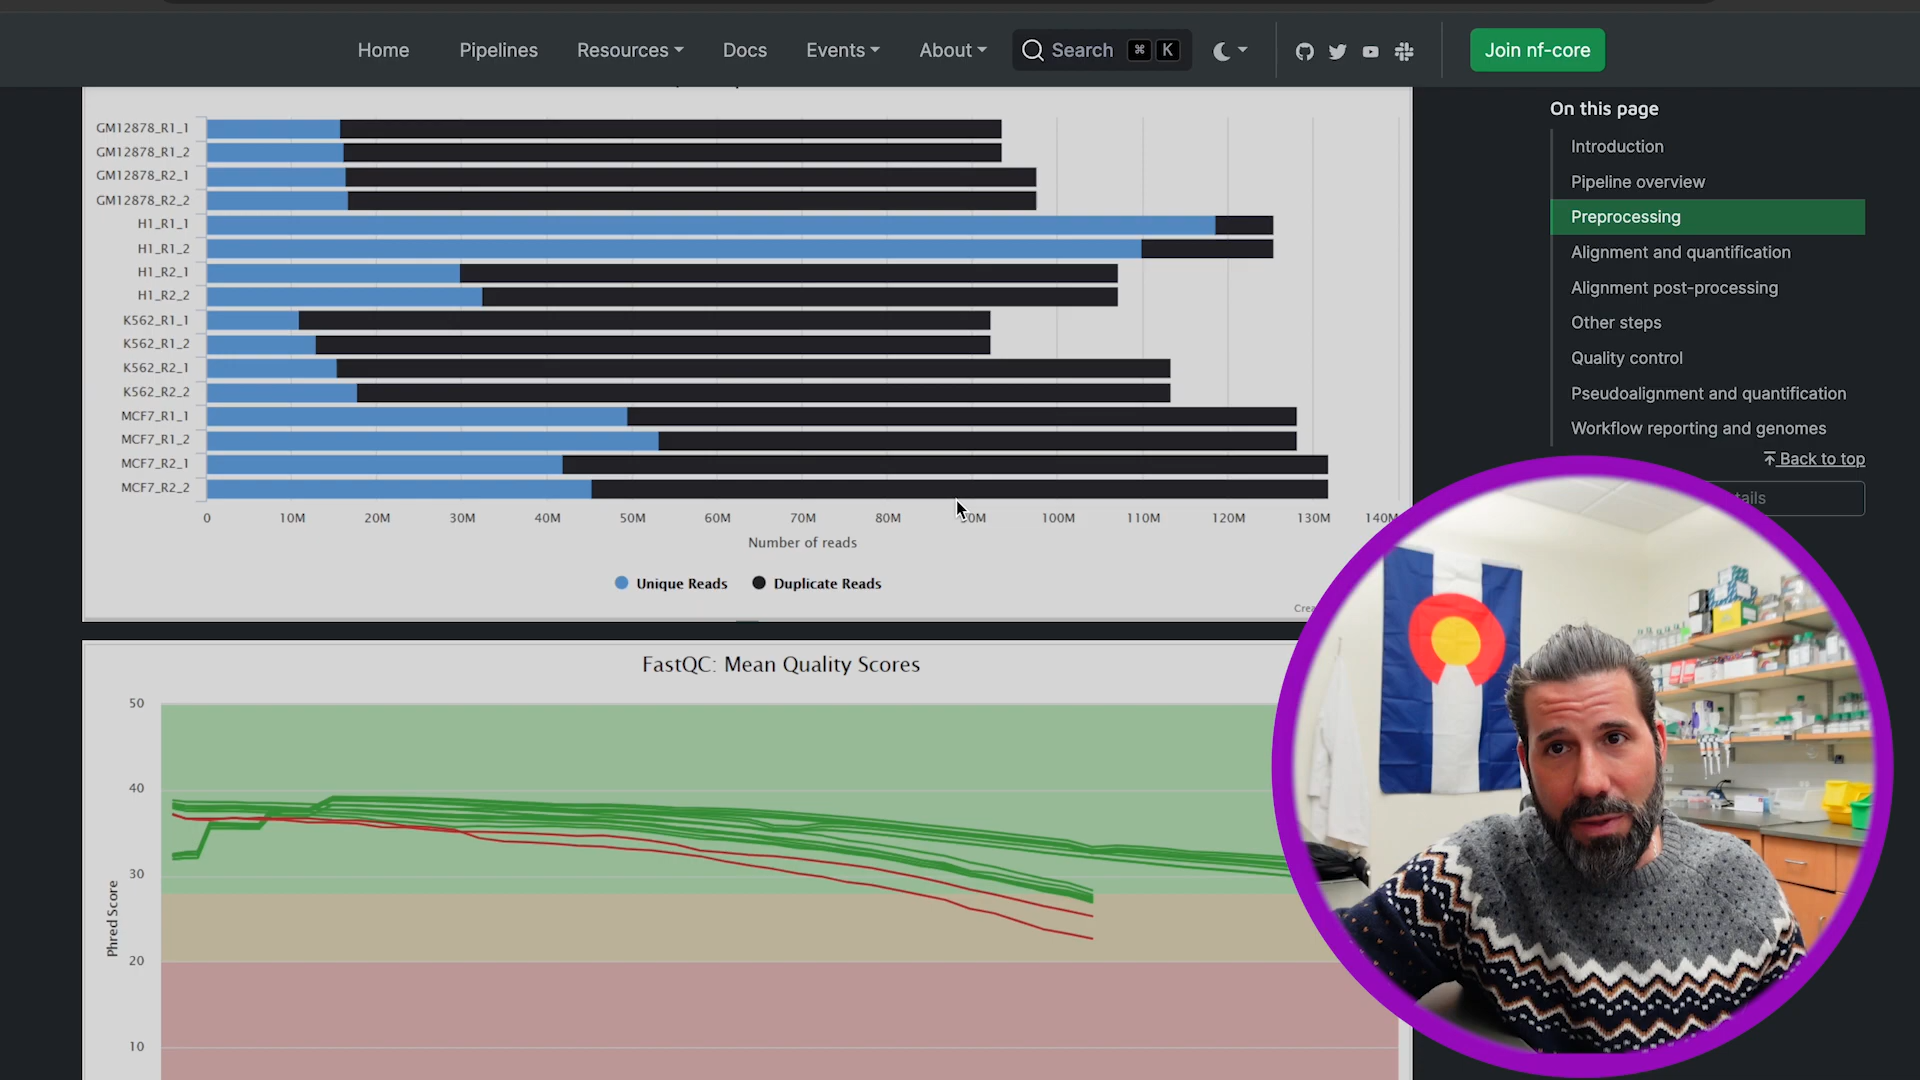 Home Pipelines Resources Docs Events About Search ⌘ K Join nf-core
On this page
Introduction
Pipeline overview
Preprocessing
Alignment and quantification
Alignment post-processing
Other steps
Quality control
Pseudoalignment and quantification
Workflow reporting and genomes
Back to top
GM12878_R1_1
GM12878_R1_2
GM12878_R2_1
GM12878_R2_2
H1_R1_1
H1_R1_2
H1_R2_1
H1_R2_2
K562_R1_1
K562_R1_2
K562_R2_1
K562_R2_2
MCF7_R1_1
MCF7_R1_2
MCF7_R2_1
MCF7_R2_2
0 10M 20M 30M 40M 50M 60M 70M 80M 100M 110M 120M 130M 140M
Number of reads
Unique Reads Duplicate Reads
FastQC: Mean Quality Scores
50
40
30
20
10
Phred Score